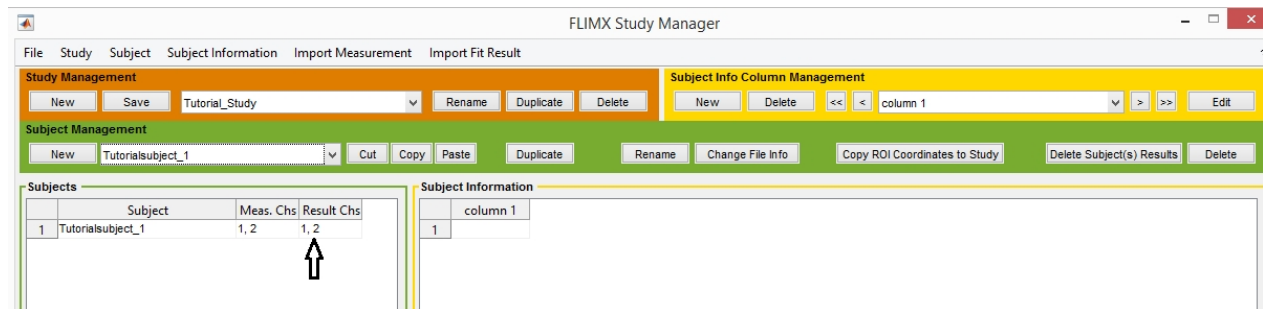 FLIMX Study Manager
File Study Subject Subject Information Import Measurement Import Fit Result
Study Management
New Save Tutorial_Study Rename Duplicate Delete
Subject Info Column Management
New Delete << < column 1 > >> Edit
Subject Management
New Tutorialsubject_1 Cut Copy Paste Duplicate Rename Change File Info Copy ROI Coordinates to Study Delete Subject(s) Results Delete
Subjects
Subject Meas. Chs Result Chs
1 Tutorialsubject_1 1, 2 1, 2
Subject Information
column 1
1